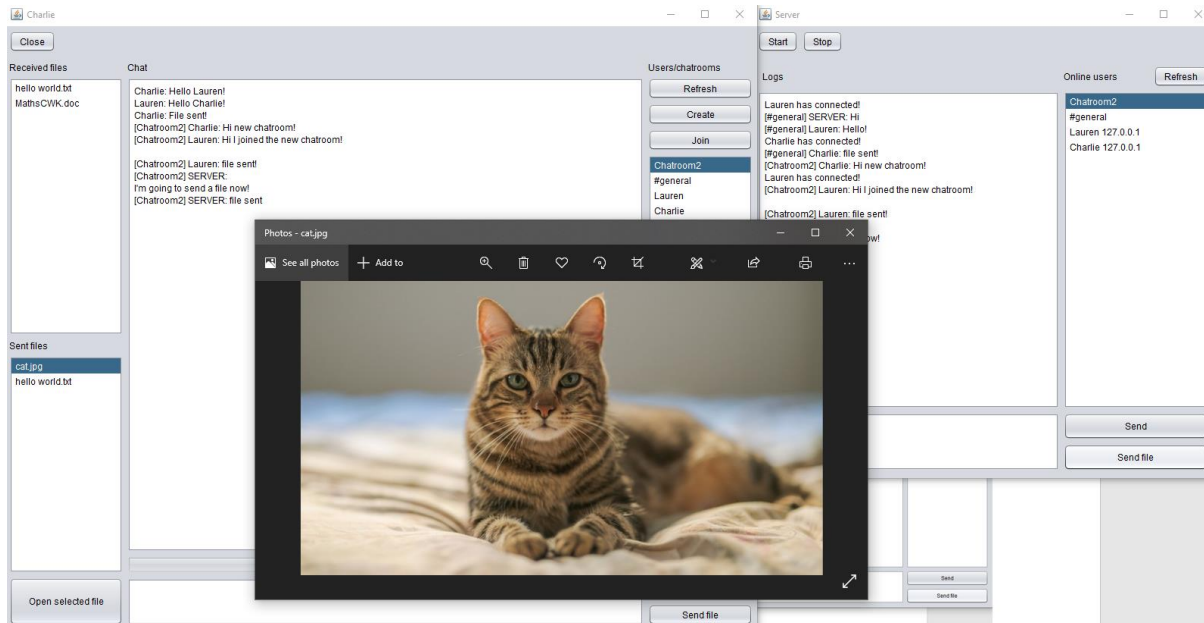 Charlie
Close
Received files
hello world.txt
MathsCWK.doc
Sent files
cat.jpg
hello world.txt
Open selected file
Chat
Charlie: Hello Lauren!
Lauren: Hello Charlie!
Charlie: File sent!
[Chatroom2] Charlie: Hi new chatroom!
[Chatroom2] Lauren: Hi I joined the new chatroom!
[Chatroom2] Lauren: file sent!
[Chatroom2] SERVER:
I'm going to send a file now!
[Chatroom2] SERVER: file sent
Users/chatrooms
Refresh
Create
Join
Chatroom2
#general
Lauren
Charlie
Send file
Photos - cat.jpg
See all photos
Add to
Server
Start Stop
Logs
Lauren has connected!
[#general] SERVER: Hi
[#general] Lauren: Hello!
Charlie has connected!
[#general] Charlie: file sent!
[Chatroom2] Charlie: Hi new chatroom!
Lauren has connected!
[Chatroom2] Lauren: Hi I joined the new chatroom!
[Chatroom2] Lauren: file sent!
ow!
Online users
Refresh
Chatroom2
#general
Lauren 127.0.0.1
Charlie 127.0.0.1
Send
Send file
Send
Send file